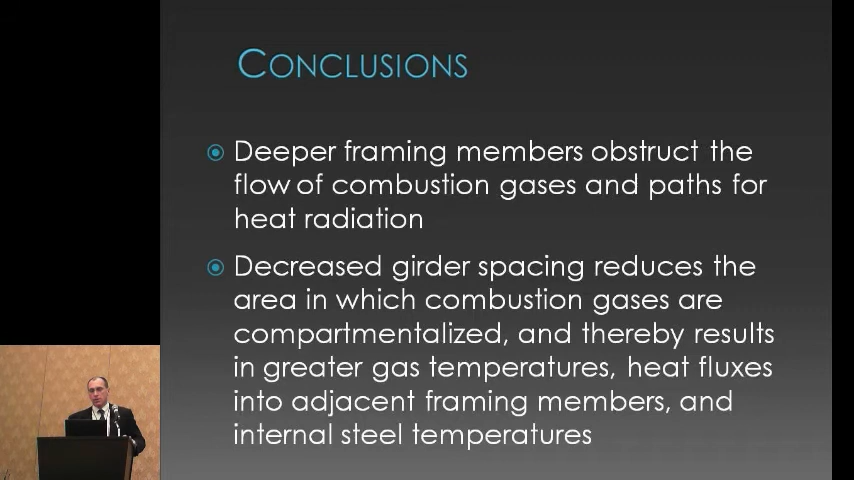 CONCLUSIONS
Deeper framing members obstruct the
flow of combustion gases and paths for
heat radiation
Decreased girder spacing reduces the
area in which combustion gases are
compartmentalized, and thereby results
in greater gas temperatures, heat fluxes
into adjacent framing members, and
internal steel temperatures